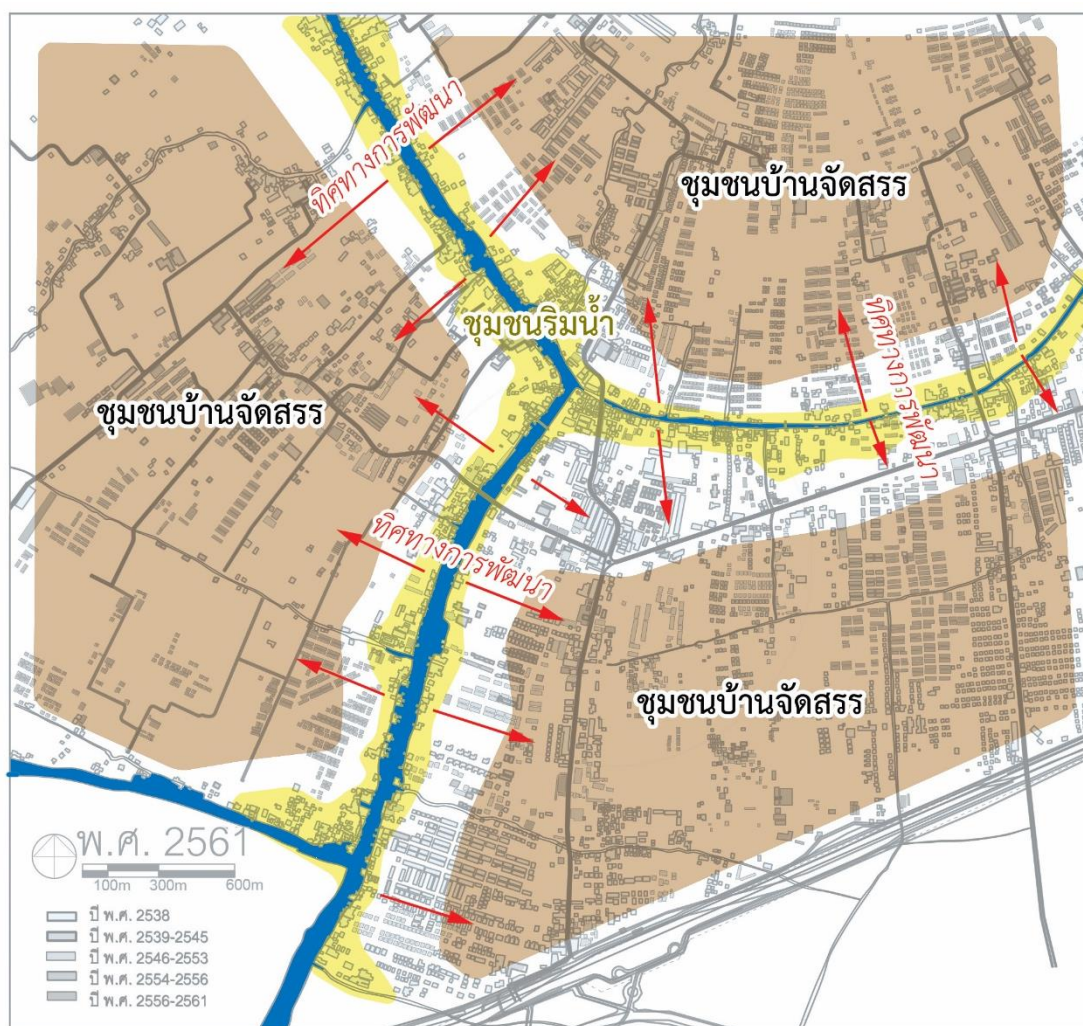 ทิศทางการพัฒนา
ชุมชนบ้านจัดสรร
ชุมชนริมน้ำ
ทิศทางการพัฒนา
ชุมชนบ้านจัดสรร
ทิศทางการพัฒนา
ชุมชนบ้านจัดสรร
พ.ศ. 2561
100m 300m 600m
ปี พ.ศ. 2538
ปี พ.ศ. 2539-2545
ปี พ.ศ. 2546-2553
ปี พ.ศ. 2554-2556
ปี พ.ศ. 2556-2561